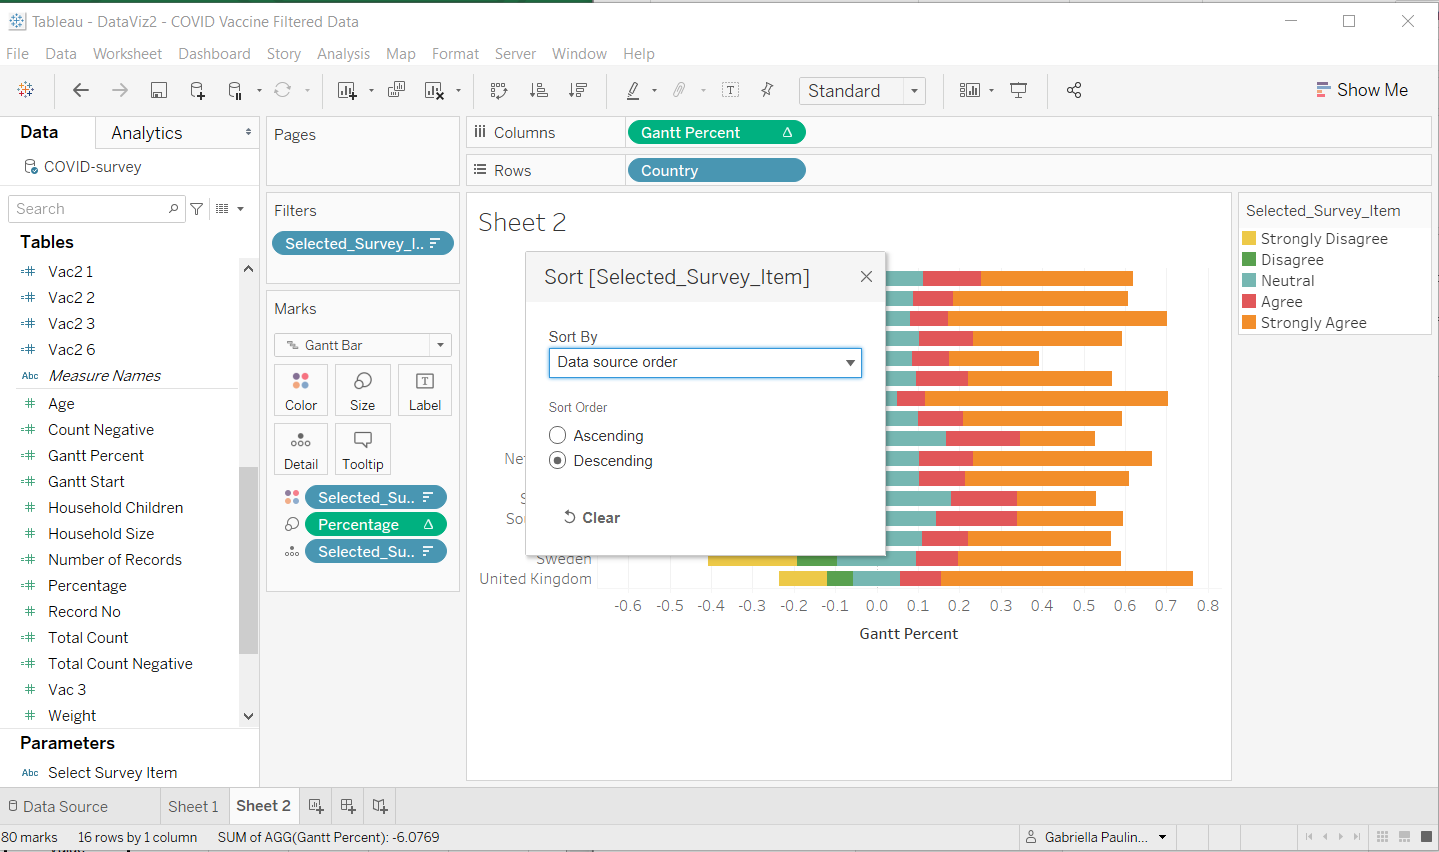 Tableau - DataViz2 - COVID Vaccine Filtered Data
File Data Worksheet Dashboard Story Analysis Map Format Server Window Help
Standard
Show Me
Data Analytics
COVID-survey
Search
Tables
Vac2 1
Vac2 2
Vac2 3
Vac2 6
Abc Measure Names
Age
Count Negative
Gantt Percent
Gantt Start
Household Children
Household Size
Number of Records
Percentage
Record No
Total Count
Total Count Negative
Vac 3
Weight
Parameters
Abc Select Survey Item
Pages
Filters
Selected_Survey_I..
Marks
Gantt Bar
Color Size Label
Detail Tooltip
Selected_Su..
Percentage
Selected_Su..
Columns Gantt Percent
Rows Country
Sheet 2
Sort [Selected_Survey_Item]
Sort By
Data source order
Sort Order
Ascending
Descending
Clear
Sweden
United Kingdom
-0.6 -0.5 -0.4 -0.3 -0.2 -0.1 0.0 0.1 0.2 0.3 0.4 0.5 0.6 0.7 0.8
Gantt Percent
Selected_Survey_Item
Strongly Disagree
Disagree
Neutral
Agree
Strongly Agree
Data Source Sheet 1 Sheet 2
80 marks 16 rows by 1 column SUM of AGG(Gantt Percent): -6.0769
Gabriella Paulin...